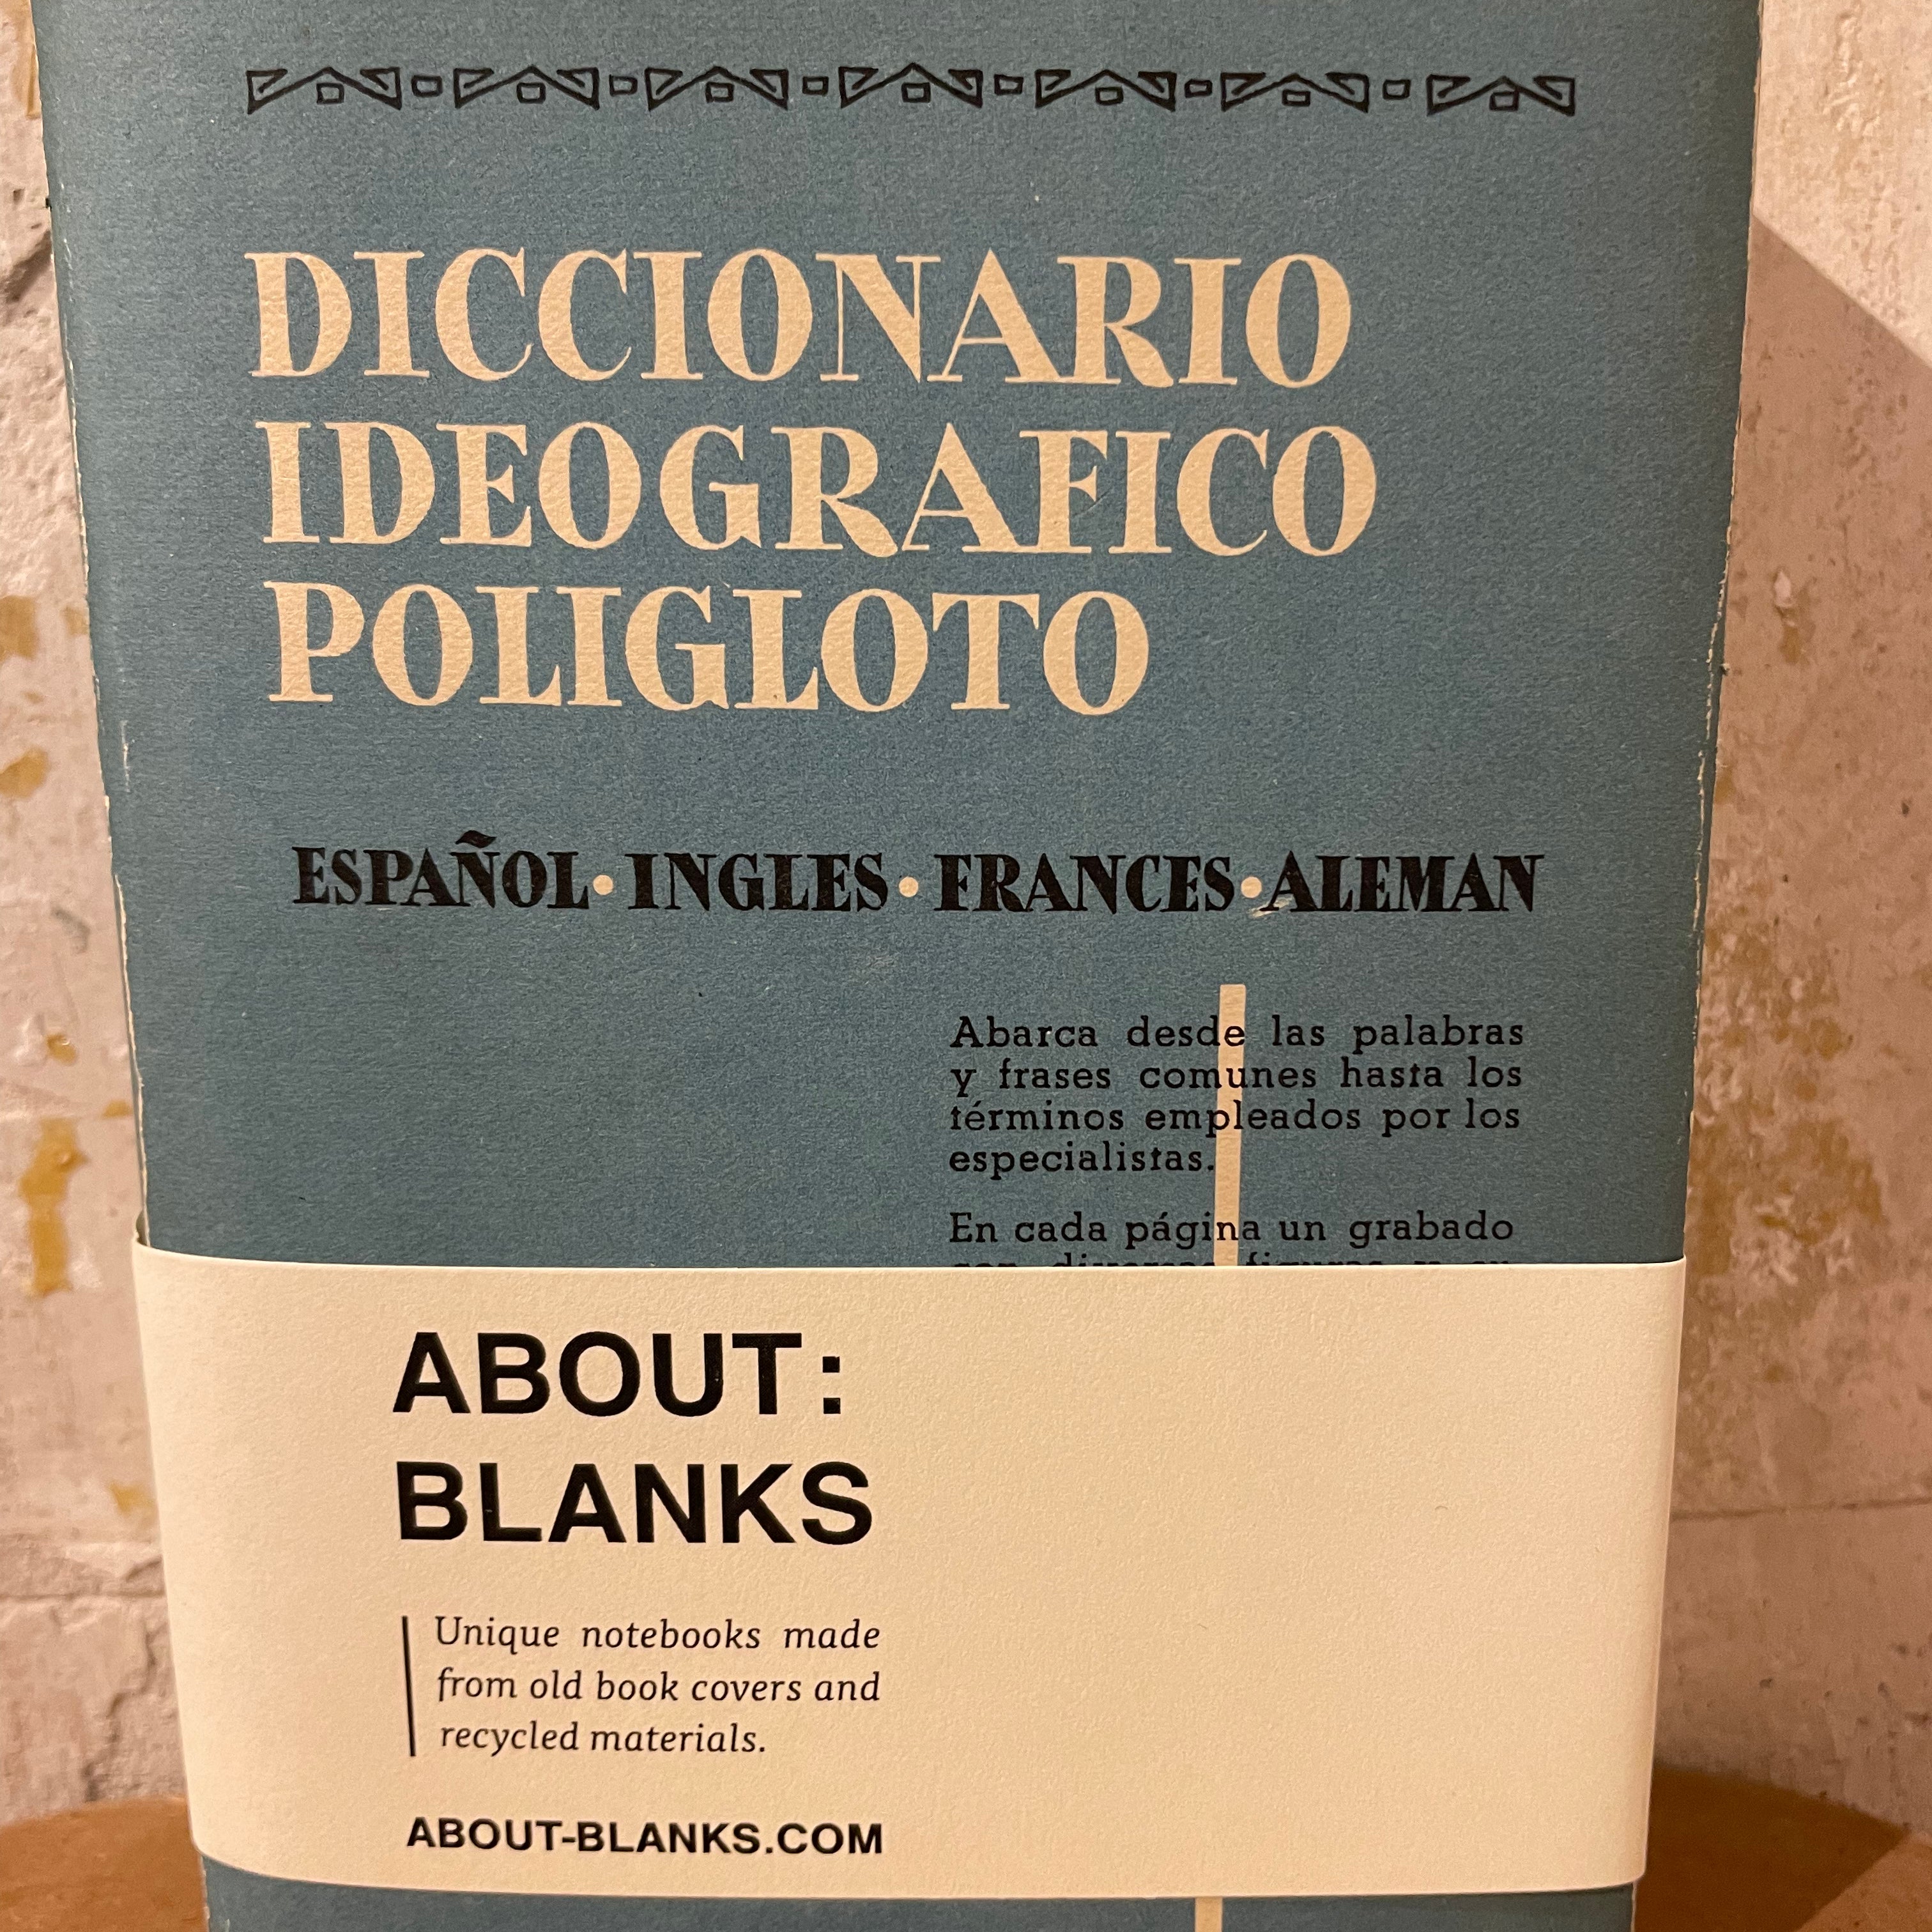 DICCIONARIO
IDEOGRAFICO
POLIGLOTO
ESPAÑOL • INGLES • FRANCES • ALEMAN
Abarca desde las palabras
y frases comunes hasta los
términos empleados por los
especialistas.
En cada página un grabado
ABOUT:
BLANKS
Unique notebooks made
from old book covers and
recycled materials.
ABOUT-BLANKS.COM